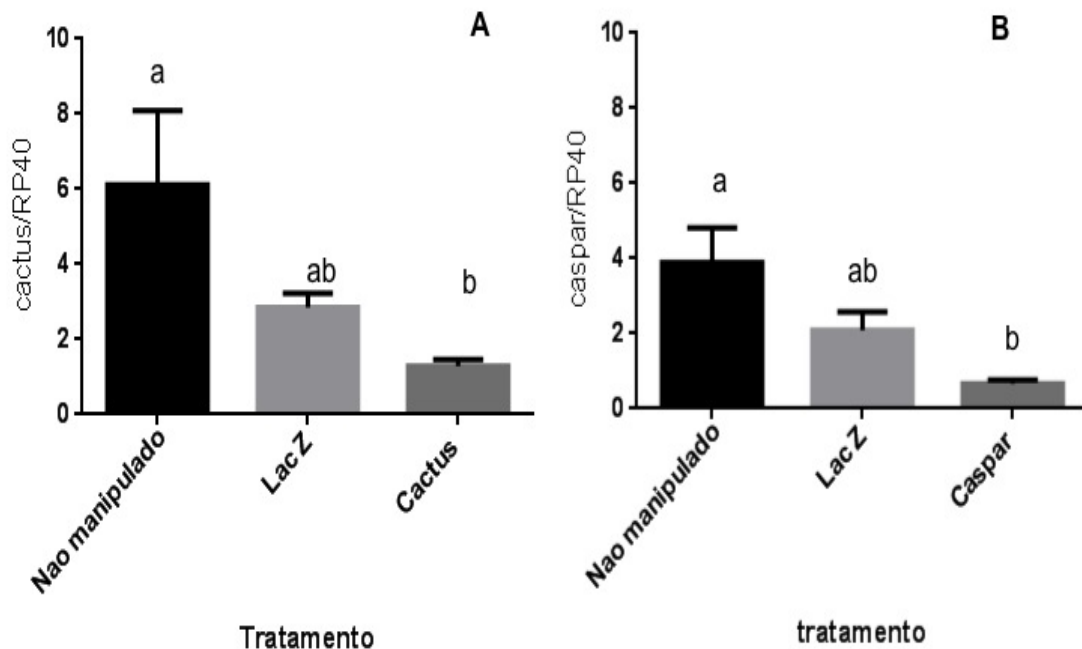 A
cactus/RP40
10
8
6
4
2
0
a
ab
b
Nao manipulado
Lac Z
Cactus
Tratamento
B
caspar/RP40
10
8
6
4
2
0
a
ab
b
Nao manipulado
Lac Z
Caspar
tratamento